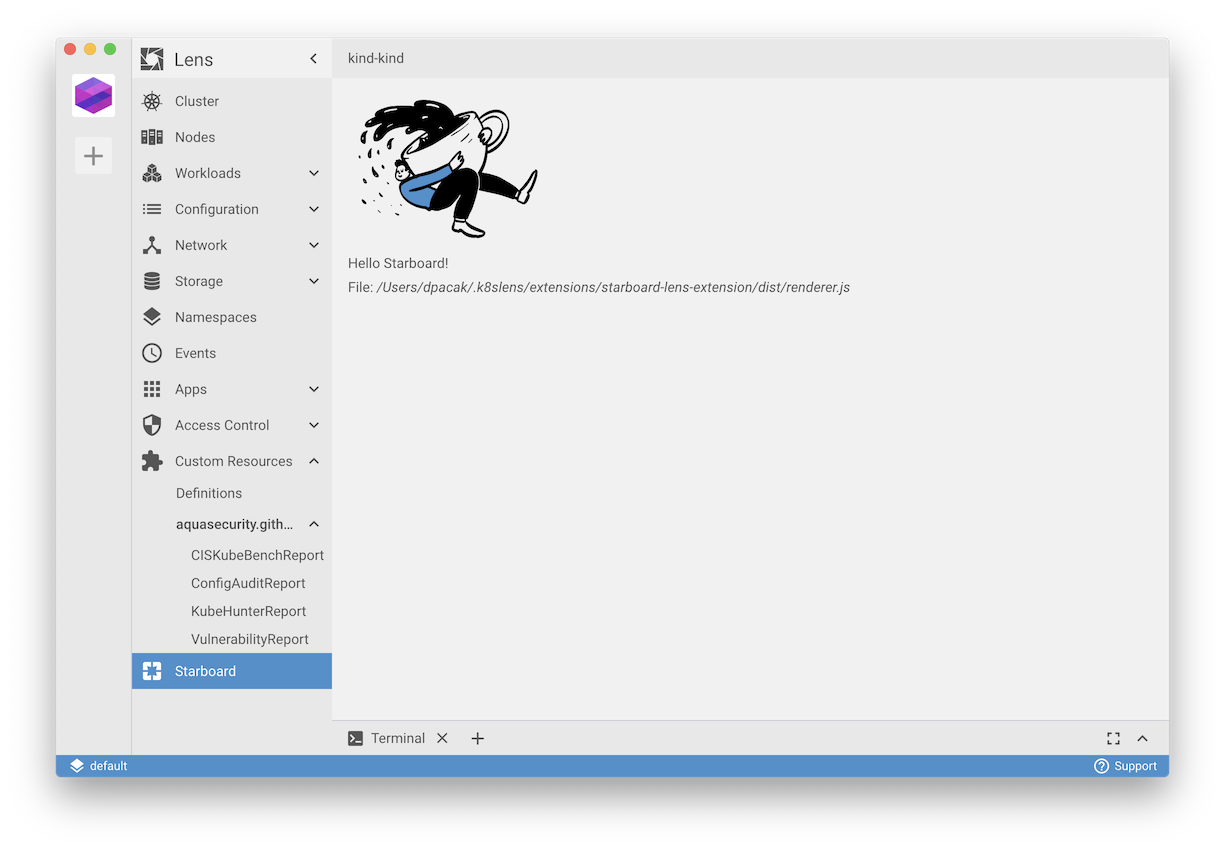 Lens
kind-kind
Cluster
Nodes
Workloads
Configuration
Network
Storage
Namespaces
Events
Apps
Access Control
Custom Resources
Definitions
aquasecurity.gith...
CISKubeBenchReport
ConfigAuditReport
KubeHunterReport
VulnerabilityReport
Starboard
Hello Starboard!
File: /Users/dpacak/.k8slens/extensions/starboard-lens-extension/dist/renderer.js
Terminal
default
Support